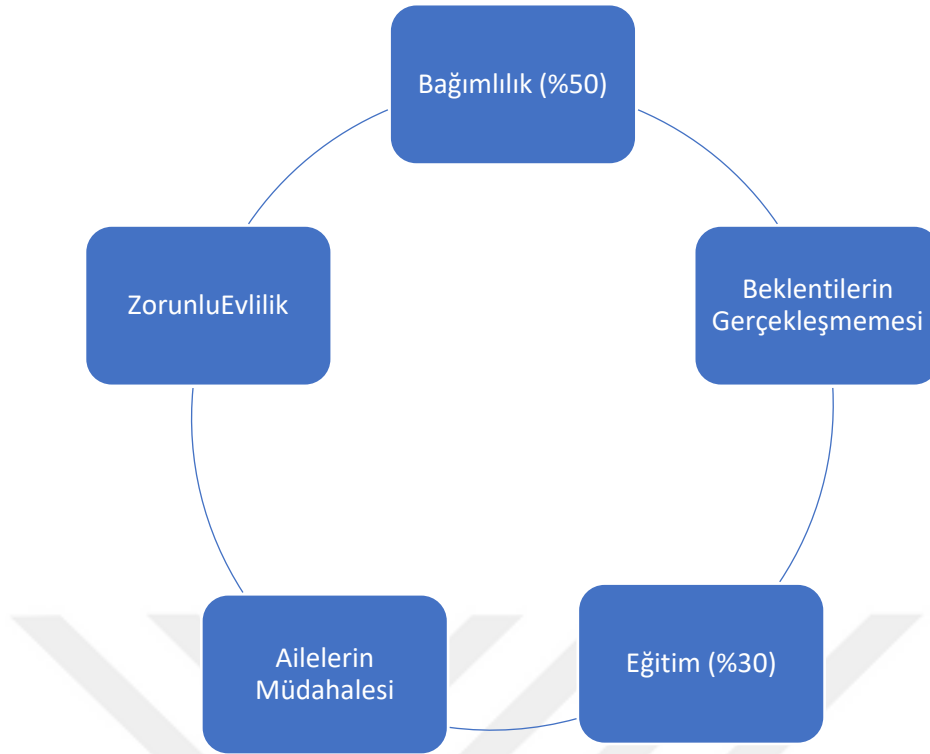 Bağımlılık (%50)
Beklentilerin
Gerçekleşmemesi
Eğitim (%30)
Ailelerin
Müdahalesi
ZorunluEvlilik